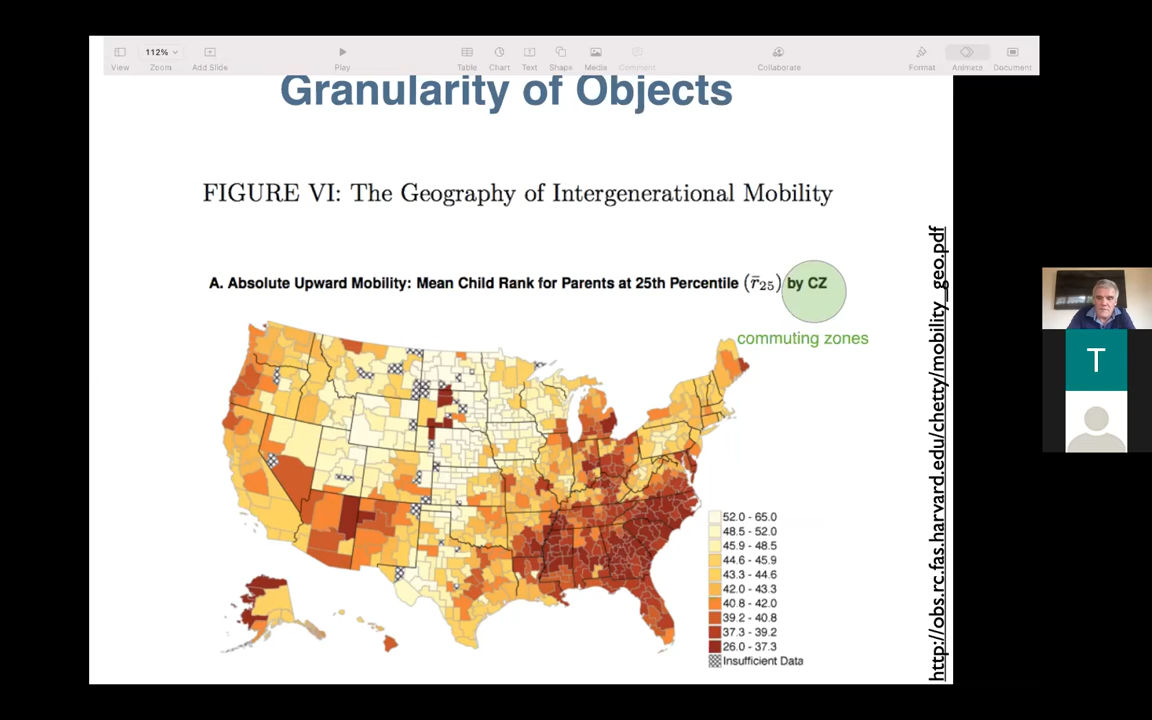 View
112%
Zoom
Add Slide
Play
Table
Chart
Text
Shape
Media
Comment
Collaborate
Format
Animate
Document
Granularity of Objects
FIGURE VI: The Geography of Intergenerational Mobility
A. Absolute Upward Mobility: Mean Child Rank for Parents at 25th Percentile (r̄25) by CZ
commuting zones
52.0 - 65.0
48.5 - 52.0
45.9 - 48.5
44.6 - 45.9
43.3 - 44.6
42.0 - 43.3
40.8 - 42.0
39.2 - 40.8
37.3 - 39.2
26.0 - 37.3
Insufficient Data
http://obs.rc.fas.harvard.edu/chetty/mobility_geo.pdf
T